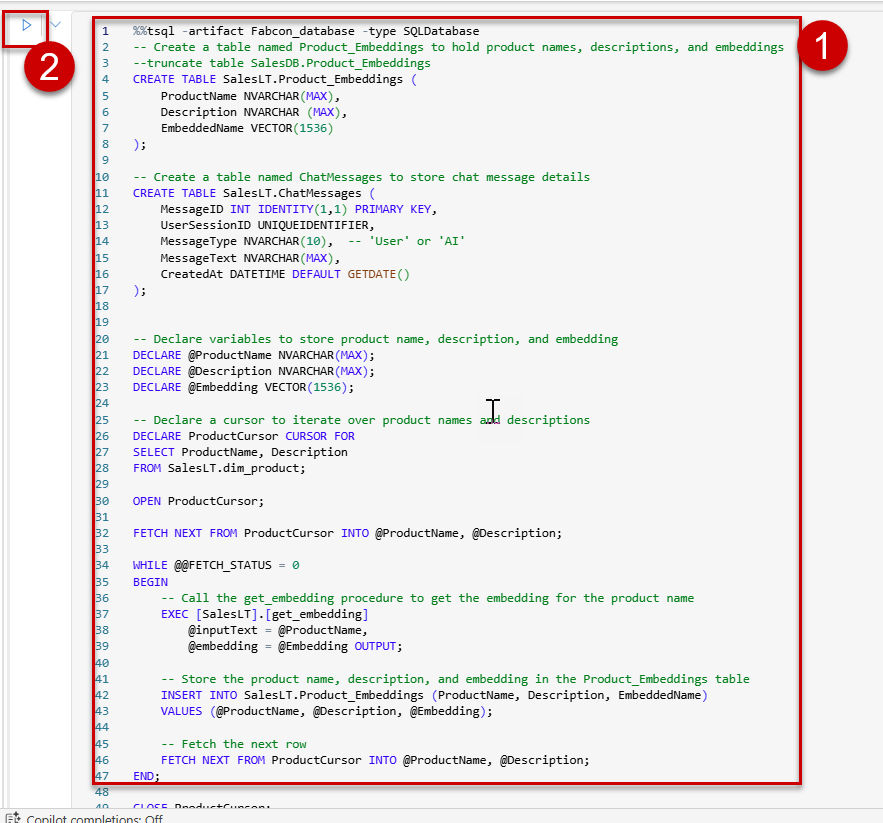 1 %%tsql -artifact Fabcon_database -type SQLDatabase
2 -- Create a table named Product_Embeddings to hold product names, descriptions, and embeddings
3 --truncate table SalesDB.Product_Embeddings
4 CREATE TABLE SalesLT.Product_Embeddings (
5 ProductName NVARCHAR(MAX),
6 Description NVARCHAR (MAX),
7 EmbeddedName VECTOR(1536)
8 );
9
10 -- Create a table named ChatMessages to store chat message details
11 CREATE TABLE SalesLT.ChatMessages (
12 MessageID INT IDENTITY(1,1) PRIMARY KEY,
13 UserSessionID UNIQUEIDENTIFIER,
14 MessageType NVARCHAR(10), -- 'User' or 'AI'
15 MessageText NVARCHAR(MAX),
16 CreatedAt DATETIME DEFAULT GETDATE()
17 );
18
19
20 -- Declare variables to store product name, description, and embedding
21 DECLARE @ProductName NVARCHAR(MAX);
22 DECLARE @Description NVARCHAR(MAX);
23 DECLARE @Embedding VECTOR(1536);
24
25 -- Declare a cursor to iterate over product names and descriptions
26 DECLARE ProductCursor CURSOR FOR
27 SELECT ProductName, Description
28 FROM SalesLT.dim_product;
29
30 OPEN ProductCursor;
31
32 FETCH NEXT FROM ProductCursor INTO @ProductName, @Description;
33
34 WHILE @@FETCH_STATUS = 0
35 BEGIN
36 -- Call the get_embedding procedure to get the embedding for the product name
37 EXEC [SalesLT].[get_embedding]
38 @inputText = @ProductName,
39 @embedding = @Embedding OUTPUT;
40
41 -- Store the product name, description, and embedding in the Product_Embeddings table
42 INSERT INTO SalesLT.Product_Embeddings (ProductName, Description, EmbeddedName)
43 VALUES (@ProductName, @Description, @Embedding);
44
45 -- Fetch the next row
46 FETCH NEXT FROM ProductCursor INTO @ProductName, @Description;
47 END;
48
49 CLOSE ProductCursor;
1
2
Copilot completions: Off